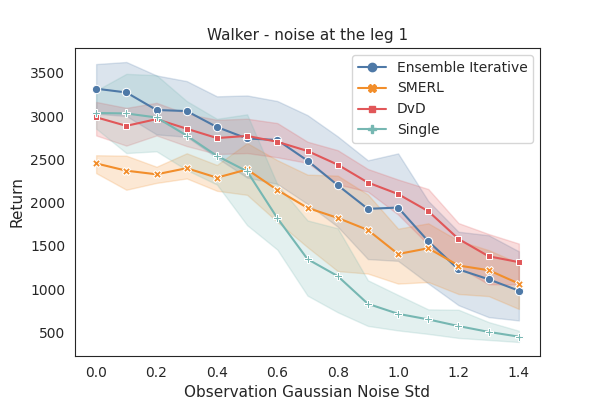 Walker - noise at the leg 1
Ensemble Iterative
SMERL
DvD
Single
Return
3500
3000
2500
2000
1500
1000
500
0.0 0.2 0.4 0.6 0.8 1.0 1.2 1.4
Observation Gaussian Noise Std